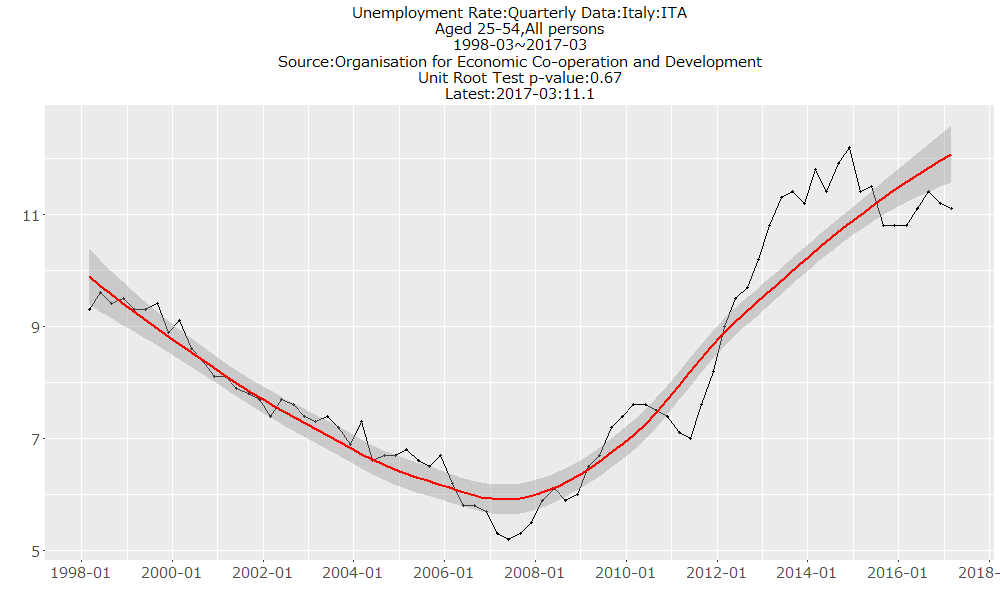 Unemployment Rate:Quarterly Data:Italy:ITA
Aged 25-54,All persons
1998-03~2017-03
Source:Organisation for Economic Co-operation and Development
Unit Root Test p-value:0.67
Latest:2017-03:11.1
11
9
7
5
1998-01 2000-01 2002-01 2004-01 2006-01 2008-01 2010-01 2012-01 2014-01 2016-01 2018-